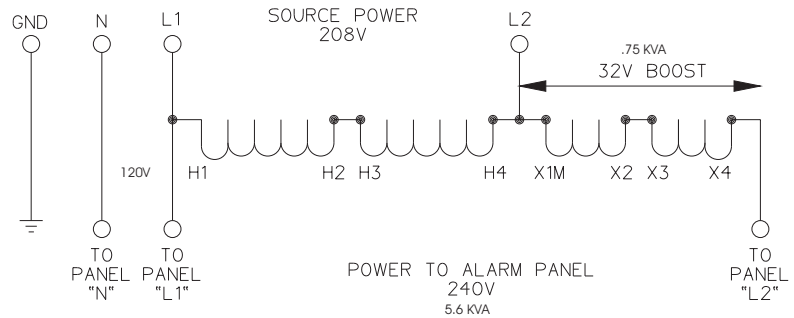 GND
N
L1
SOURCE POWER
208V
L2
.75 KVA
32V BOOST
120V
H1
H2
H3
H4
X1M
X2
X3
X4
TO
PANEL
"N"
TO
PANEL
"L1"
POWER TO ALARM PANEL
240V
5.6 KVA
TO
PANEL
"L2"